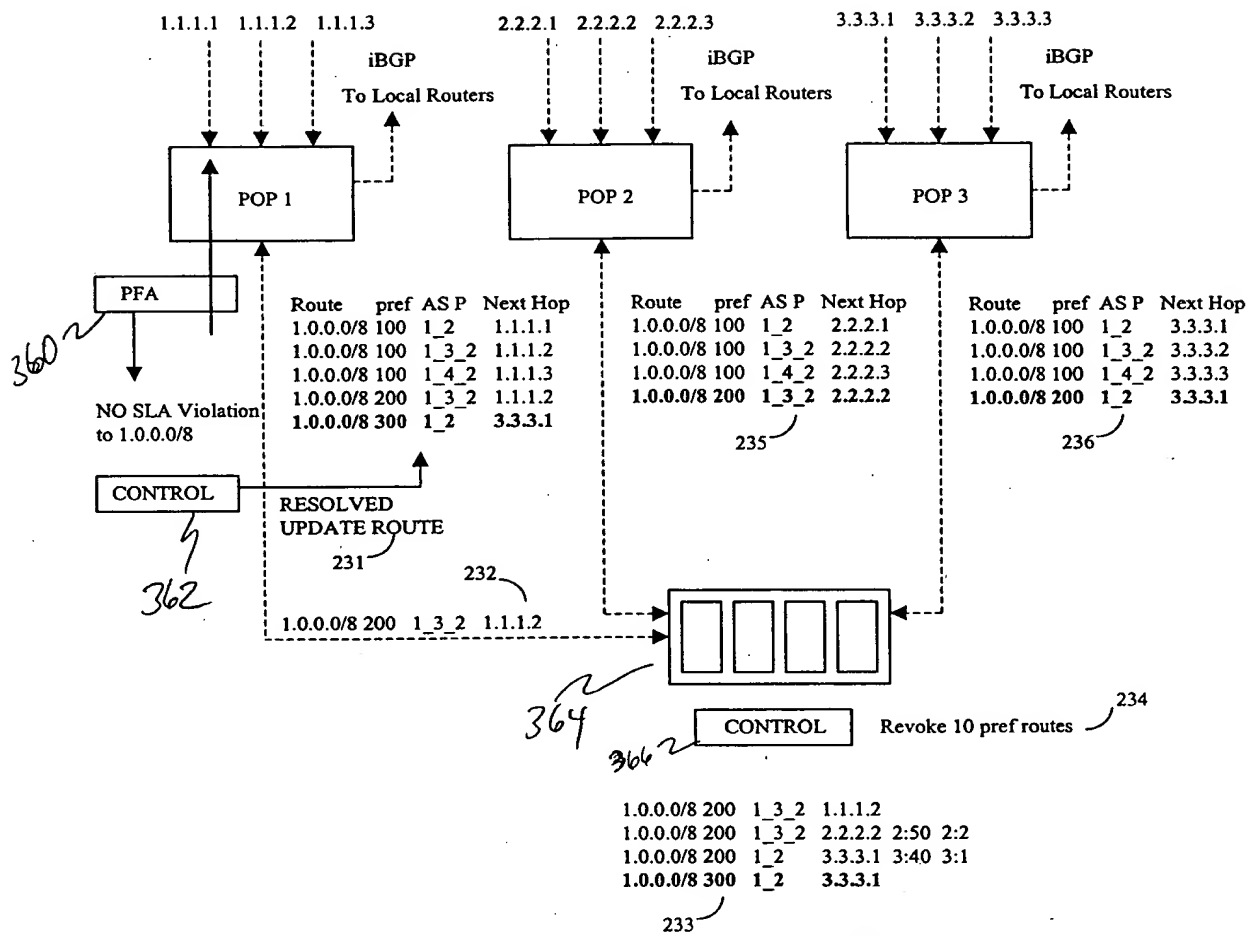 1.1.1.1 1.1.1.2 1.1.1.3
2.2.2.1 2.2.2.2 2.2.2.3
3.3.3.1 3.3.3.2 3.3.3.3
iBGP
To Local Routers
iBGP
To Local Routers
iBGP
To Local Routers
POP 1
POP 2
POP 3
PFA
360
NO SLA Violation
to 1.0.0.0/8
Route pref AS P Next Hop
1.0.0.0/8 100 1_2 1.1.1.1
1.0.0.0/8 100 1_3_2 1.1.1.2
1.0.0.0/8 100 1_4_2 1.1.1.3
1.0.0.0/8 200 1_3_2 1.1.1.2
1.0.0.0/8 300 1_2 3.3.3.1
Route pref AS P Next Hop
1.0.0.0/8 100 1_2 2.2.2.1
1.0.0.0/8 100 1_3_2 2.2.2.2
1.0.0.0/8 100 1_4_2 2.2.2.3
1.0.0.0/8 200 1_3_2 2.2.2.2
235
Route pref AS P Next Hop
1.0.0.0/8 100 1_2 3.3.3.1
1.0.0.0/8 100 1_3_2 3.3.3.2
1.0.0.0/8 100 1_4_2 3.3.3.3
1.0.0.0/8 200 1_2 3.3.3.1
236
CONTROL
362
RESOLVED
UPDATE ROUTE
231
232
1.0.0.0/8 200 1_3_2 1.1.1.2
364
CONTROL
366
Revoke 10 pref routes
234
1.0.0.0/8 200 1_3_2 1.1.1.2
1.0.0.0/8 200 1_3_2 2.2.2.2 2:50 2:2
1.0.0.0/8 200 1_2 3.3.3.1 3:40 3:1
1.0.0.0/8 300 1_2 3.3.3.1
233